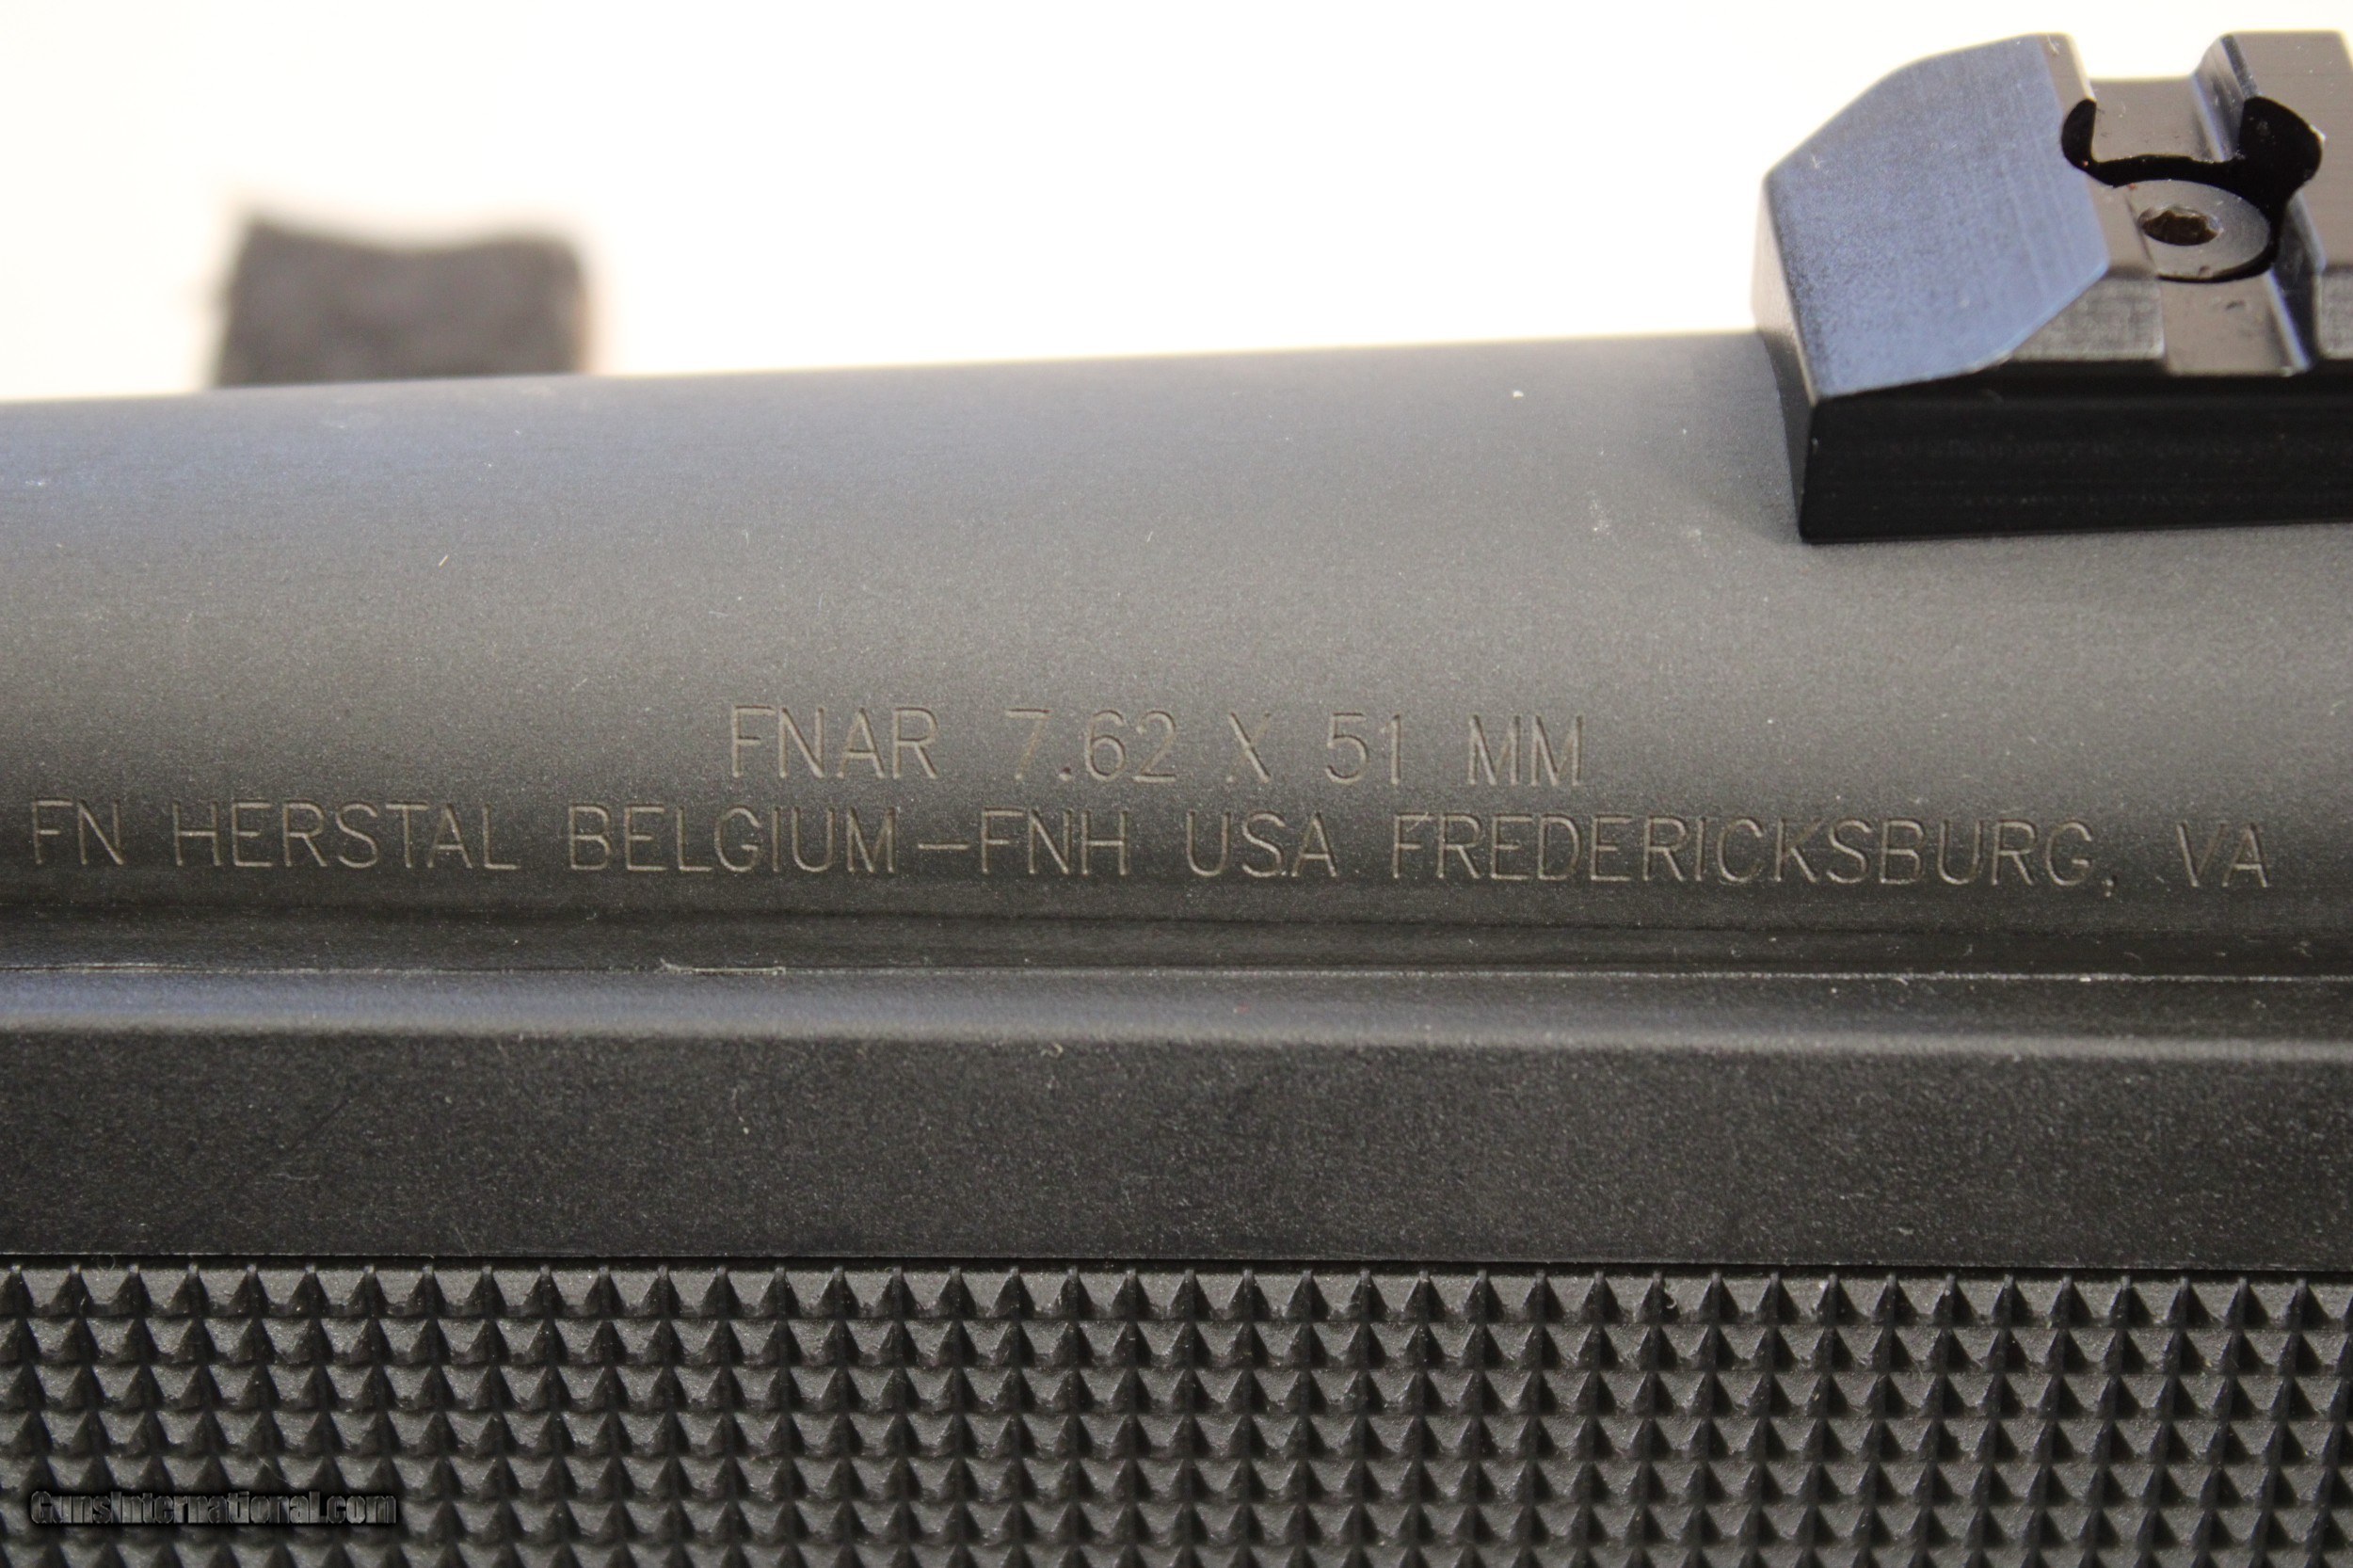 FNAR 7.62 X 51 MM
FN HERSTAL BELGIUM-FNH USA FREDERICKSBURG, VA
GunsInternational.com